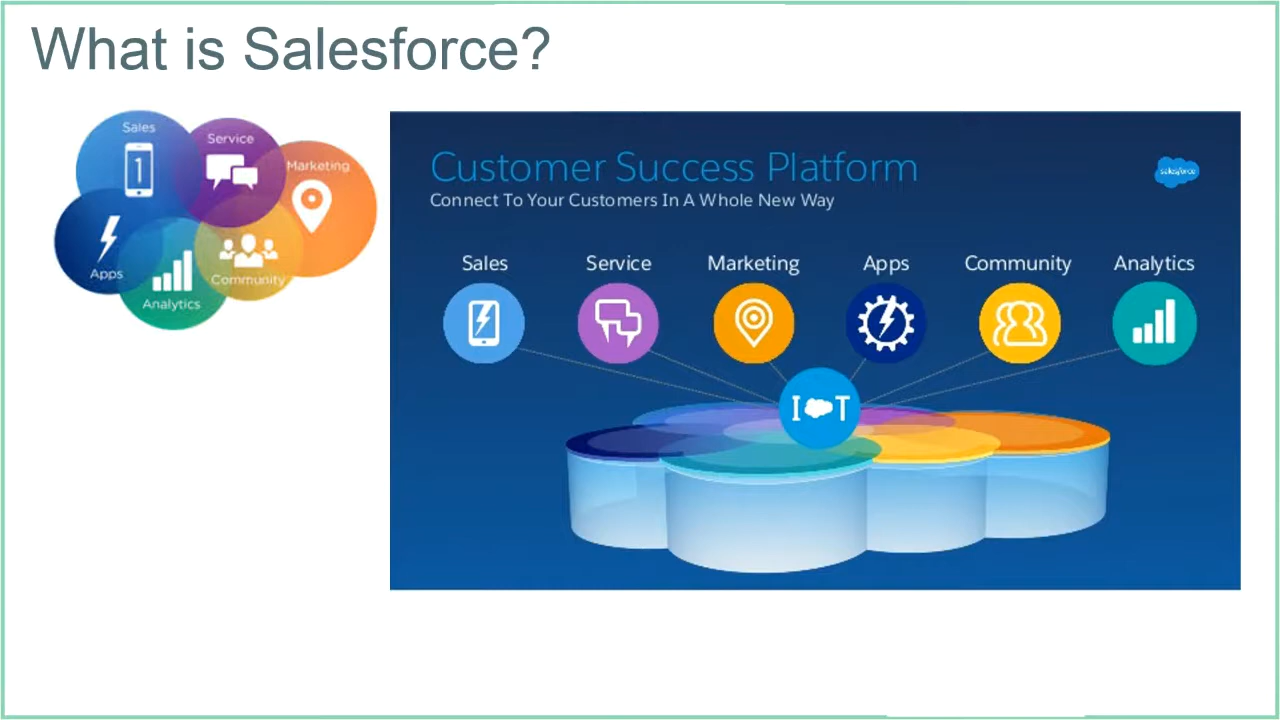 What is Salesforce?
Sales
Service
Marketing
Apps
Community
Analytics
Customer Success Platform
Connect To Your Customers In A Whole New Way
salesforce
Sales Service Marketing Apps Community Analytics
I T